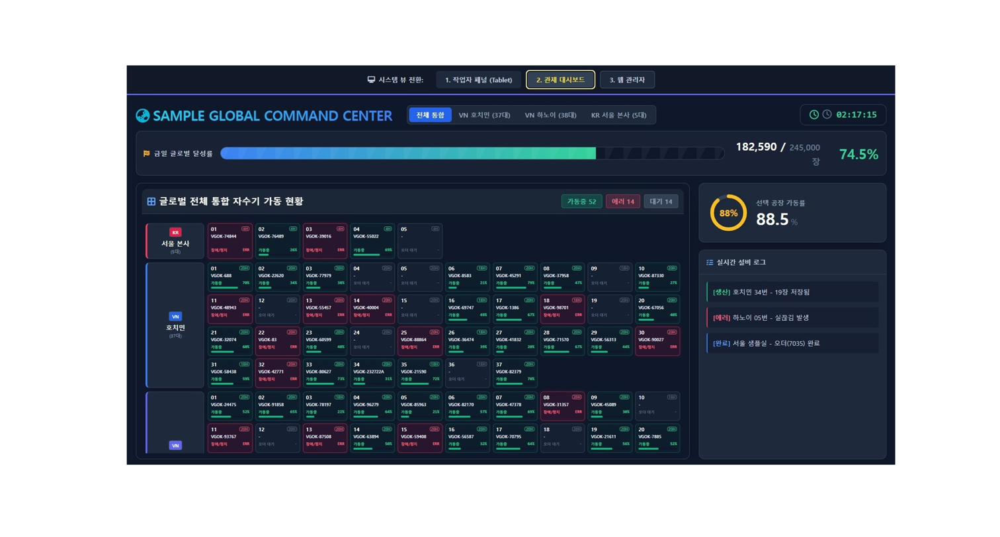 시스템 뷰 전환:
1. 작업자 패널 (Tablet)
2. 관제 대시보드
3. 웹 관리자
SAMPLE GLOBAL COMMAND CENTER
전체 통합
VN 호치민 (37대)
VN 하노이 (38대)
KR 서울 본사 (5대)
02:17:15
금일 글로벌 달성률
182,590 / 245,000
장
74.5%
글로벌 전체 통합 자수기 가동 현황
가동중 52
에러 14
대기 14
KR
서울 본사
(5대)
01 4H
VGOK-74844
장애/정지 ERR
02 4H
VGOK-76489
가동중 26%
03 4H
VGOK-39016
장애/정지 ERR
04 4H
VGOK-55022
가동중 69%
05 4H
-
오더 대기 -
VN
호치민
(37대)
01 20H
VGOK-688
가동중 70%
02 20H
VGOK-22620
가동중 34%
03 20H
VGOK-77979
가동중 38%
04 20H
-
오더 대기 -
05 20H
-
오더 대기 -
06 18H
VGOK-8583
가동중 21%
07 20H
VGOK-45291
가동중 79%
08 20H
VGOK-37958
가동중 47%
09 18H
-
오더 대기 -
10 20H
VGOK-87330
가동중 27%
11 20H
VGOK-48943
장애/정지 ERR
12 20H
-
오더 대기 -
13 20H
VGOK-55457
장애/정지 ERR
14 20H
VGOK-40004
장애/정지 ERR
15 20H
-
오더 대기 -
16 18H
VGOK-69747
가동중 49%
17 20H
VGOK-1386
가동중 67%
18 18H
VGOK-98701
장애/정지 ERR
19 20H
-
오더 대기 -
20 20H
VGOK-67056
가동중 40%
21 20H
VGOK-32074
가동중 60%
22 20H
VGOK-83
장애/정지 ERR
23 20H
VGOK-60599
가동중 40%
24 20H
-
오더 대기 -
25 20H
VGOK-88864
장애/정지 ERR
26 18H
VGOK-36474
가동중 39%
27 20H
VGOK-41832
가동중 20%
28 20H
VGOK-71570
가동중 67%
29 20H
VGOK-56313
가동중 44%
30 20H
VGOK-90027
장애/정지 ERR
31 18H
VGOK-58438
가동중 59%
32 20H
VGOK-42771
장애/정지 ERR
33 20H
VGOK-80627
가동중 73%
34 20H
VGOK-232722A
가동중 31%
35 18H
VGOK-21590
가동중 72%
36 18H
-
오더 대기 -
37 20H
VGOK-82379
가동중 70%
VN
01 20H
VGOK-24475
가동중 52%
02 20H
VGOK-91858
가동중 65%
03 18H
VGOK-78197
가동중 22%
04 20H
VGOK-96279
가동중 64%
05 20H
VGOK-85963
가동중 21%
06 20H
VGOK-82170
가동중 57%
07 20H
VGOK-47378
가동중 69%
08 20H
VGOK-31357
장애/정지 ERR
09 20H
VGOK-45089
가동중 30%
10 18H
-
오더 대기 -
11 20H
VGOK-93767
장애/정지 ERR
12 20H
-
오더 대기 -
13 20H
VGOK-87508
장애/정지 ERR
14 20H
VGOK-63894
가동중 50%
15 20H
VGOK-59408
장애/정지 ERR
16 20H
VGOK-56587
가동중 32%
17 20H
VGOK-70795
가동중 64%
18 20H
-
오더 대기 -
19 20H
VGOK-21611
가동중 56%
20 20H
VGOK-7885
가동중 52%
88%
선택 공장 가동률
88.5 %
실시간 설비 로그
[생산] 호치민 34번 - 19장 저장됨
[에러] 하노이 05번 - 실끊김 발생
[완료] 서울 샘플실 - 오더(7035) 완료